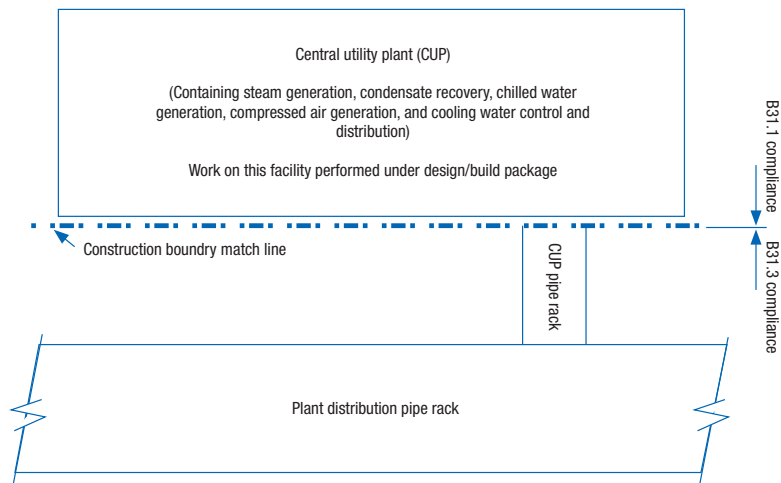 Central utility plant (CUP)
(Containing steam generation, condensate recovery, chilled water
generation, compressed air generation, and cooling water control and
distribution)
Work on this facility performed under design/build package
B31.1 compliance
Construction boundry match line
CUP pipe rack
B31.3 compliance
Plant distribution pipe rack